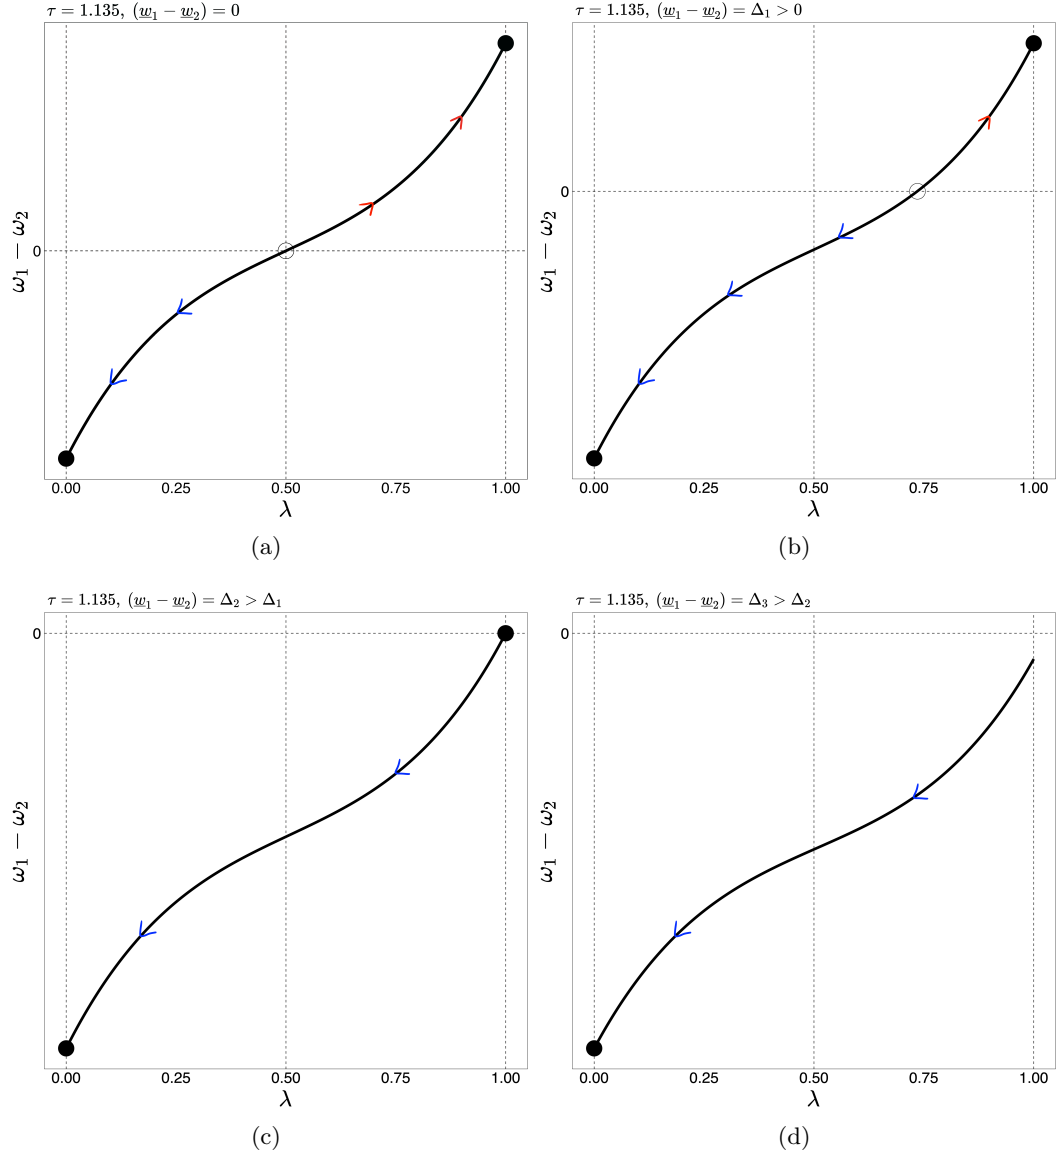 τ = 1.135, (w̲₁ − w̲₂) = 0
ω₁ − ω₂
0
0.00 0.25 0.50 0.75 1.00
λ
(a)
τ = 1.135, (w̲₁ − w̲₂) = Δ₁ > 0
ω₁ − ω₂
0
0.00 0.25 0.50 0.75 1.00
λ
(b)
τ = 1.135, (w̲₁ − w̲₂) = Δ₂ > Δ₁
0
ω₁ − ω₂
0.00 0.25 0.50 0.75 1.00
λ
(c)
τ = 1.135, (w̲₁ − w̲₂) = Δ₃ > Δ₂
0
ω₁ − ω₂
0.00 0.25 0.50 0.75 1.00
λ
(d)